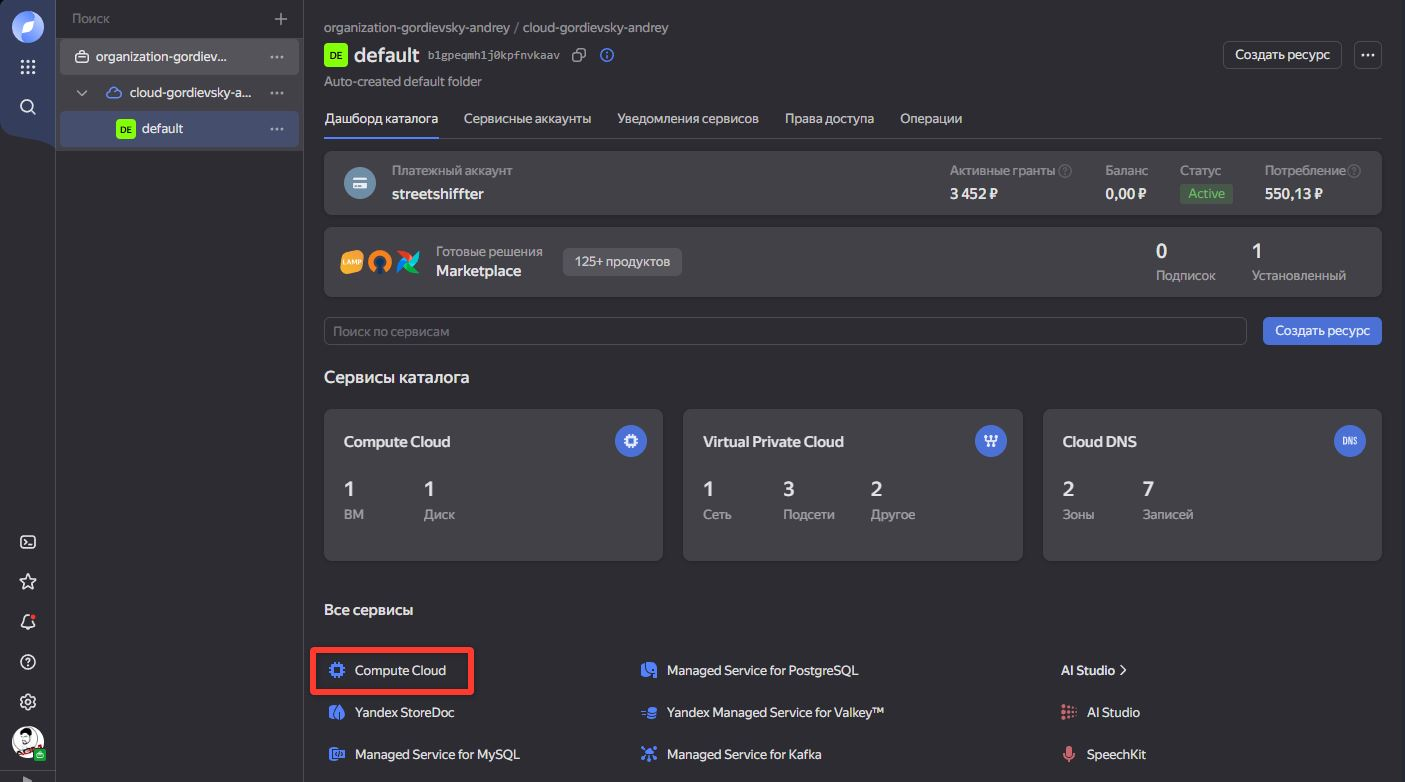 Поиск
organization-gordiev...
cloud-gordievsky-a...
DE default
organization-gordievsky-andrey / cloud-gordievsky-andrey
DE default b1gpeqmh1j0kpfnvkaav
Создать ресурс
Auto-created default folder
Дашборд каталога Сервисные аккаунты Уведомления сервисов Права доступа Операции
Платежный аккаунт Активные гранты Баланс Статус Потребление
streetshiffter 3 452 ₽ 0,00 ₽ Active 550,13 ₽
LAMP
Готовые решения
Marketplace
125+ продуктов
0 1
Подписок Установленный
Поиск по сервисам Создать ресурс
Сервисы каталога
Compute Cloud
1 1
ВМ Диск
Virtual Private Cloud
1 3 2
Сеть Подсети Другое
Cloud DNS DNS
2 7
Зоны Записей
Все сервисы
Compute Cloud Managed Service for PostgreSQL AI Studio
Yandex StoreDoc Yandex Managed Service for Valkey™ AI Studio
Managed Service for MySQL Managed Service for Kafka SpeechKit